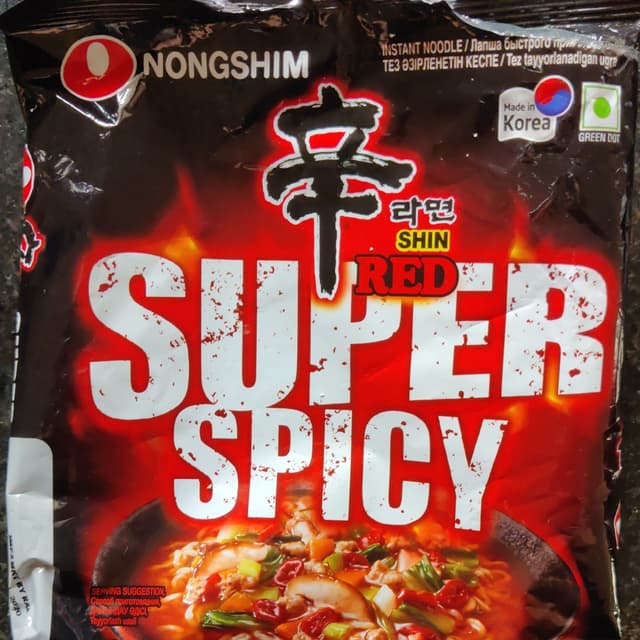 NONGSHIM
INSTANT NOODLE / Лапша быстрого
ТЕЗ ӘЗІРЛЕНЕТІН КЕСПЕ / Tez tayyorlanadigan
Made in
Korea
GREEN DOT
辛
라면
SHIN
RED
SUPER
SPICY
SERVING SUGGESTION,